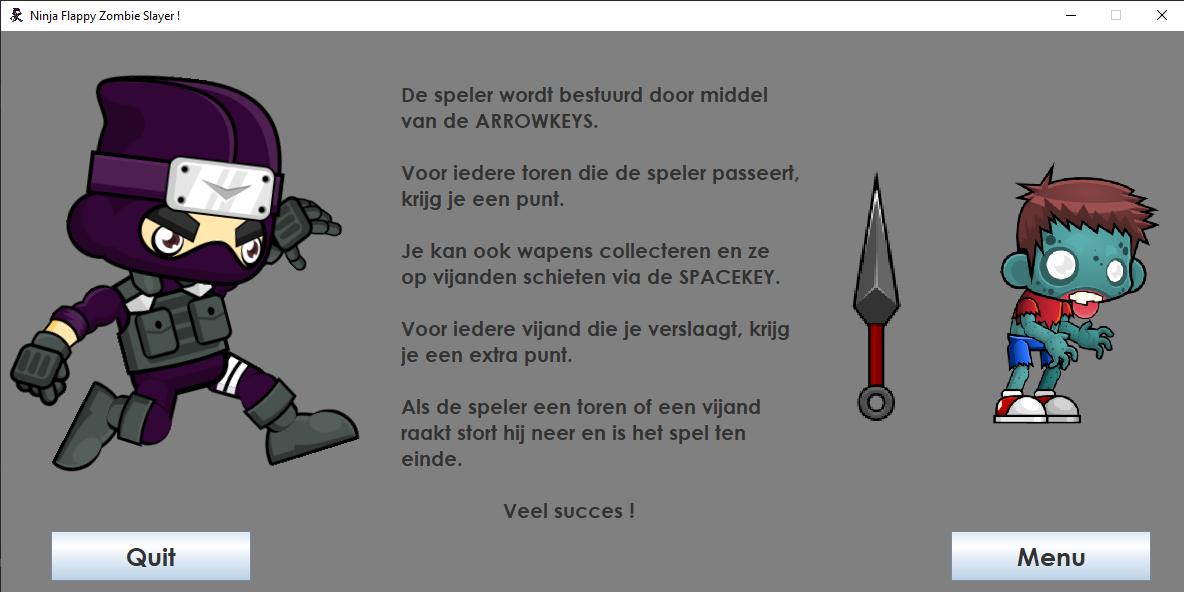 Ninja Flappy Zombie Slayer !
De speler wordt bestuurd door middel
van de ARROWKEYS.
Voor iedere toren die de speler passeert,
krijg je een punt.
Je kan ook wapens collecteren en ze
op vijanden schieten via de SPACEKEY.
Voor iedere vijand die je verslaagt, krijg
je een extra punt.
Als de speler een toren of een vijand
raakt stort hij neer en is het spel ten
einde.
Veel succes !
Quit
Menu